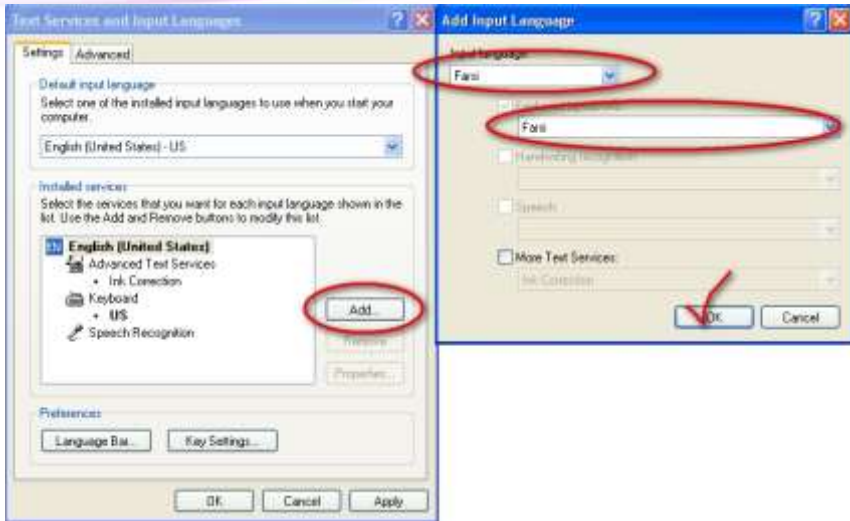 Text Services and Input Languages
Settings
Advanced
Default input language
Select one of the installed input languages to use when you start your
computer.
English (United States) - US
Installed services
Select the services that you want for each input language shown in the
list. Use the Add and Remove buttons to modify this list.
EN English (United States)
Advanced Text Services
• Ink Correction
Keyboard
• US
Speech Recognition
Add...
Remove
Properties...
Preferences
Language Bar...
Key Settings...
OK
Cancel
Apply
Add Input Language
Input language:
Farsi
Farsi
Handwriting recognition
Speech
More Text Services:
Ink Correction
OK
Cancel